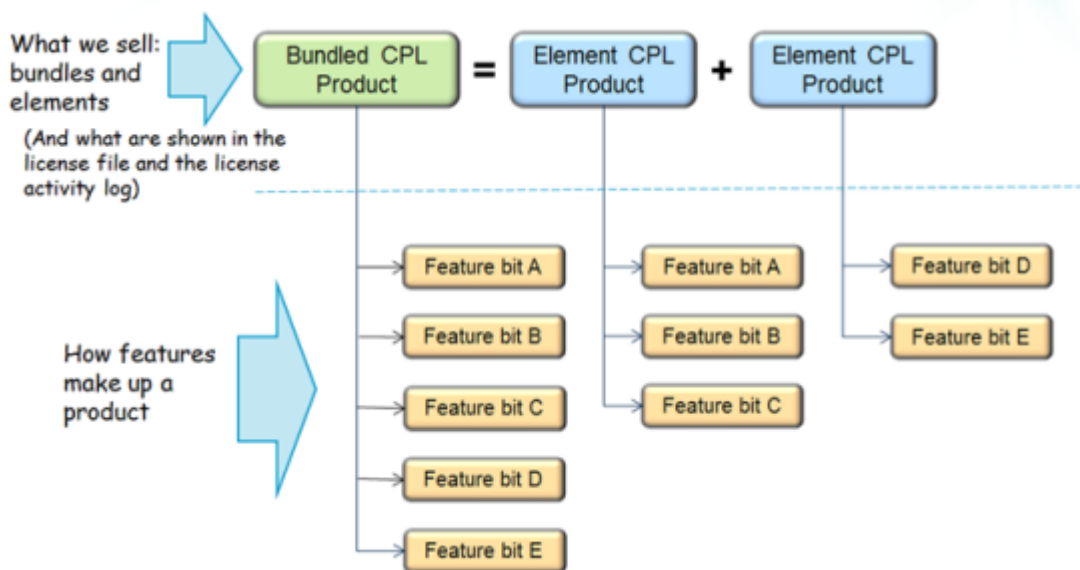 What we sell:
bundles and
elements
(And what are shown in the
license file and the license
activity log)
Bundled CPL
Product
=
Element CPL
Product
+
Element CPL
Product
How features
make up a
product
Feature bit A
Feature bit B
Feature bit C
Feature bit D
Feature bit E
Feature bit A
Feature bit B
Feature bit C
Feature bit D
Feature bit E